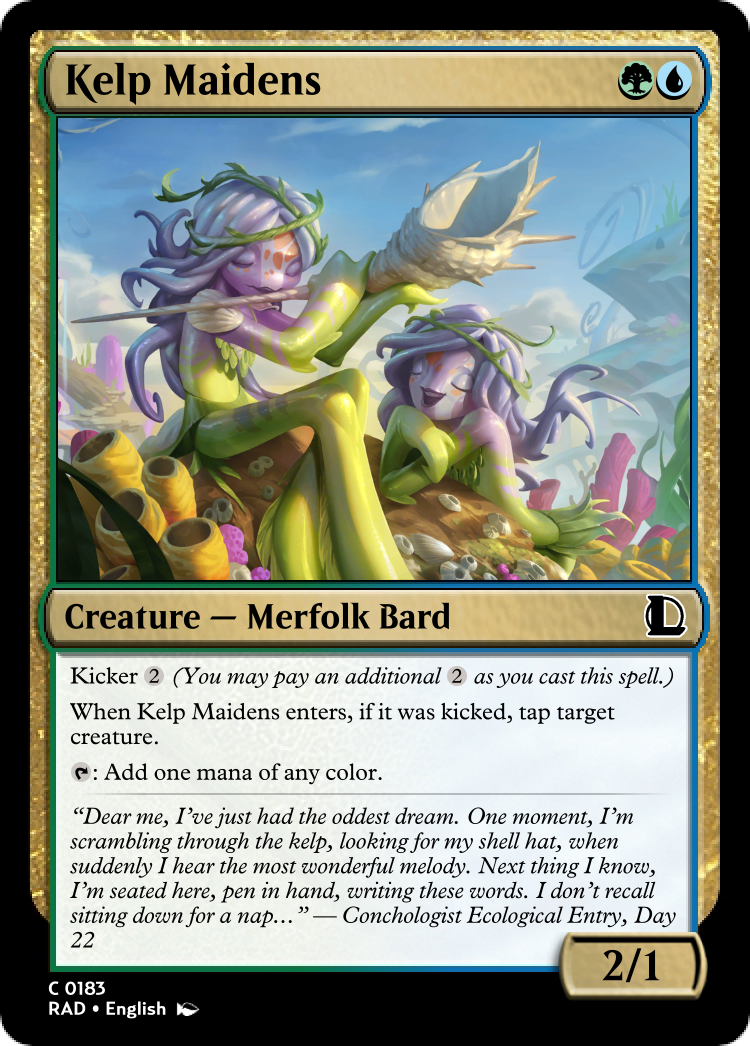 Kelp Maidens
Creature — Merfolk Bard
Kicker 2 (You may pay an additional 2 as you cast this spell.)
When Kelp Maidens enters, if it was kicked, tap target
creature.
: Add one mana of any color.
“Dear me, I’ve just had the oddest dream. One moment, I’m
scrambling through the kelp, looking for my shell hat, when
suddenly I hear the most wonderful melody. Next thing I know,
I’m seated here, pen in hand, writing these words. I don’t recall
sitting down for a nap…” — Conchologist Ecological Entry, Day
22
2/1
C 0183
RAD • English